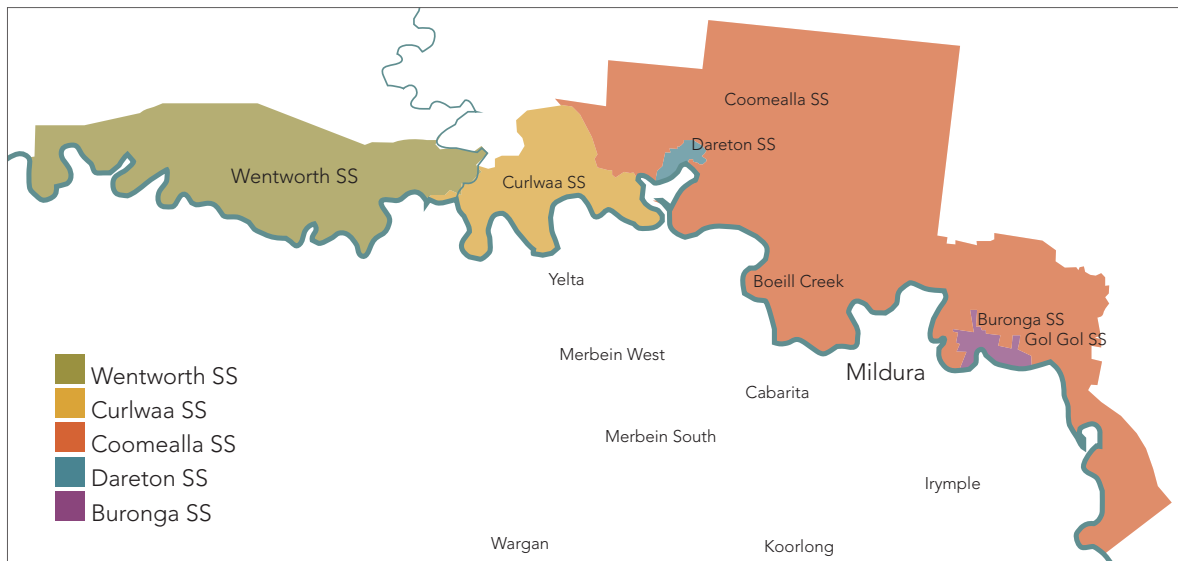 Coomealla SS
Dareton SS
Wentworth SS
Curlwaa SS
Yelta
Boeill Creek
Buronga SS
Gol Gol SS
Merbein West
Mildura
Cabarita
Merbein South
Irymple
Wargan
Koorlong
Wentworth SS
Curlwaa SS
Coomealla SS
Dareton SS
Buronga SS